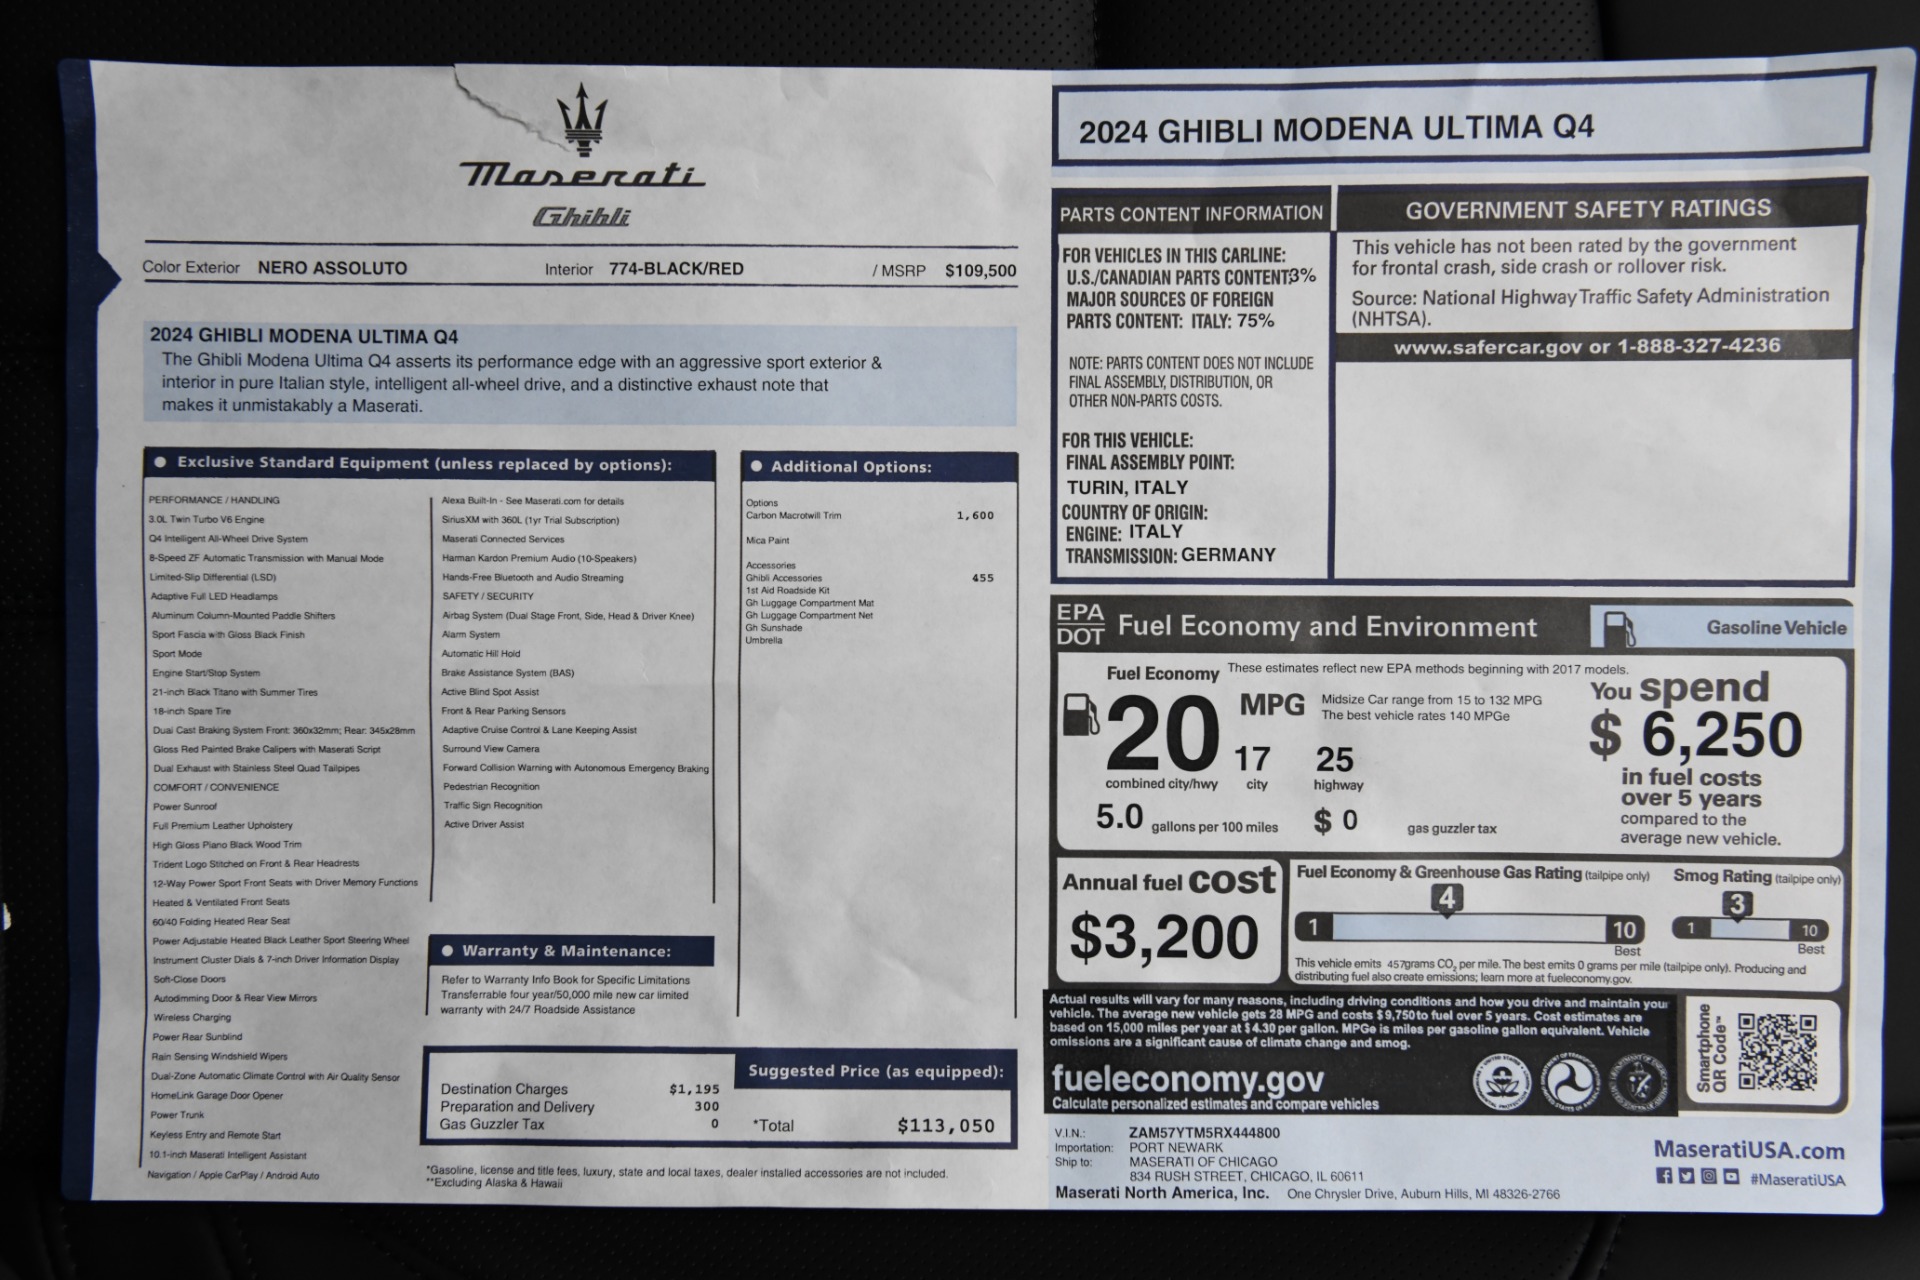 Maserati
Ghibli
Color Exterior NERO ASSOLUTO Interior 774-BLACK/RED / MSRP $109,500
2024 GHIBLI MODENA ULTIMA Q4
The Ghibli Modena Ultima Q4 asserts its performance edge with an aggressive sport exterior &
interior in pure Italian style, intelligent all-wheel drive, and a distinctive exhaust note that
makes it unmistakably a Maserati.
Exclusive Standard Equipment (unless replaced by options):
PERFORMANCE / HANDLING
3.0L Twin Turbo V6 Engine
Q4 Intelligent All-Wheel Drive System
8-Speed ZF Automatic Transmission with Manual Mode
Limited-Slip Differential (LSD)
Adaptive Full LED Headlamps
Aluminum Column-Mounted Paddle Shifters
Sport Fascia with Gloss Black Finish
Sport Mode
Engine Start/Stop System
21-inch Black Titano with Summer Tires
18-inch Spare Tire
Dual Cast Braking System Front: 360x32mm; Rear: 345x28mm
Gloss Red Painted Brake Calipers with Maserati Script
Dual Exhaust with Stainless Steel Quad Tailpipes
COMFORT / CONVENIENCE
Power Sunroof
Full Premium Leather Upholstery
High Gloss Piano Black Wood Trim
Trident Logo Stitched on Front & Rear Headrests
12-Way Power Sport Front Seats with Driver Memory Functions
Heated & Ventilated Front Seats
60/40 Folding Heated Rear Seat
Power Adjustable Heated Black Leather Sport Steering Wheel
Instrument Cluster Dials & 7-inch Driver Information Display
Soft-Close Doors
Autodimming Door & Rear View Mirrors
Wireless Charging
Power Rear Sunblind
Rain Sensing Windshield Wipers
Dual-Zone Automatic Climate Control with Air Quality Sensor
HomeLink Garage Door Opener
Power Trunk
Keyless Entry and Remote Start
10.1-inch Maserati Intelligent Assistant
Navigation / Apple CarPlay / Android Auto
Alexa Built-In - See Maserati.com for details
SiriusXM with 360L (1yr Trial Subscription)
Maserati Connected Services
Harman Kardon Premium Audio (10-Speakers)
Hands-Free Bluetooth and Audio Streaming
SAFETY / SECURITY
Airbag System (Dual Stage Front, Side, Head & Driver Knee)
Alarm System
Automatic Hill Hold
Brake Assistance System (BAS)
Active Blind Spot Assist
Front & Rear Parking Sensors
Adaptive Cruise Control & Lane Keeping Assist
Surround View Camera
Forward Collision Warning with Autonomous Emergency Braking
Pedestrian Recognition
Traffic Sign Recognition
Active Driver Assist
Additional Options:
Options
Carbon Macrotwill Trim 1,600
Mica Paint
Accessories
Ghibli Accessories 455
1st Aid Roadside Kit
Gh Luggage Compartment Mat
Gh Luggage Compartment Net
Gh Sunshade
Umbrella
Warranty & Maintenance:
Refer to Warranty Info Book for Specific Limitations
Transferrable four year/50,000 mile new car limited
warranty with 24/7 Roadside Assistance
Destination Charges $1,195
Preparation and Delivery 300
Gas Guzzler Tax 0
Suggested Price (as equipped):
*Total $113,050
*Gasoline, license and title fees, luxury, state and local taxes, dealer installed accessories are not included.
**Excluding Alaska & Hawaii
2024 GHIBLI MODENA ULTIMA Q4
PARTS CONTENT INFORMATION
FOR VEHICLES IN THIS CARLINE:
U.S./CANADIAN PARTS CONTENT:3%
MAJOR SOURCES OF FOREIGN
PARTS CONTENT: ITALY: 75%
NOTE: PARTS CONTENT DOES NOT INCLUDE
FINAL ASSEMBLY, DISTRIBUTION, OR
OTHER NON-PARTS COSTS.
FOR THIS VEHICLE:
FINAL ASSEMBLY POINT:
TURIN, ITALY
COUNTRY OF ORIGIN:
ENGINE: ITALY
TRANSMISSION: GERMANY
GOVERNMENT SAFETY RATINGS
This vehicle has not been rated by the government
for frontal crash, side crash or rollover risk.
Source: National Highway Traffic Safety Administration
(NHTSA).
www.safercar.gov or 1-888-327-4236
EPA
DOT
Fuel Economy and Environment
Gasoline Vehicle
Fuel Economy These estimates reflect new EPA methods beginning with 2017 models.
20 MPG
Midsize Car range from 15 to 132 MPG
The best vehicle rates 140 MPGe
17 25
combined city/hwy city highway
5.0 gallons per 100 miles $ 0 gas guzzler tax
You spend
$ 6,250
in fuel costs
over 5 years
compared to the
average new vehicle.
Annual fuel cost
$3,200
Fuel Economy & Greenhouse Gas Rating (tailpipe only)
4
1 10
Best
Smog Rating (tailpipe only)
3
1 10
Best
This vehicle emits 457grams CO2 per mile. The best emits 0 grams per mile (tailpipe only). Producing and
distributing fuel also create emissions; learn more at fueleconomy.gov.
Actual results will vary for many reasons, including driving conditions and how you drive and maintain your
vehicle. The average new vehicle gets 28 MPG and costs $9,750 to fuel over 5 years. Cost estimates are
based on 15,000 miles per year at $4.30 per gallon. MPGe is miles per gasoline gallon equivalent. Vehicle
omissions are a significant cause of climate change and smog.
fueleconomy.gov
Calculate personalized estimates and compare vehicles
Smartphone
QR Code™
V.I.N.: ZAM57YTM5RX444800
Importation: PORT NEWARK
Ship to: MASERATI OF CHICAGO
834 RUSH STREET, CHICAGO, IL 60611
Maserati North America, Inc. One Chrysler Drive, Auburn Hills, MI 48326-2766
MaseratiUSA.com
#MaseratiUSA